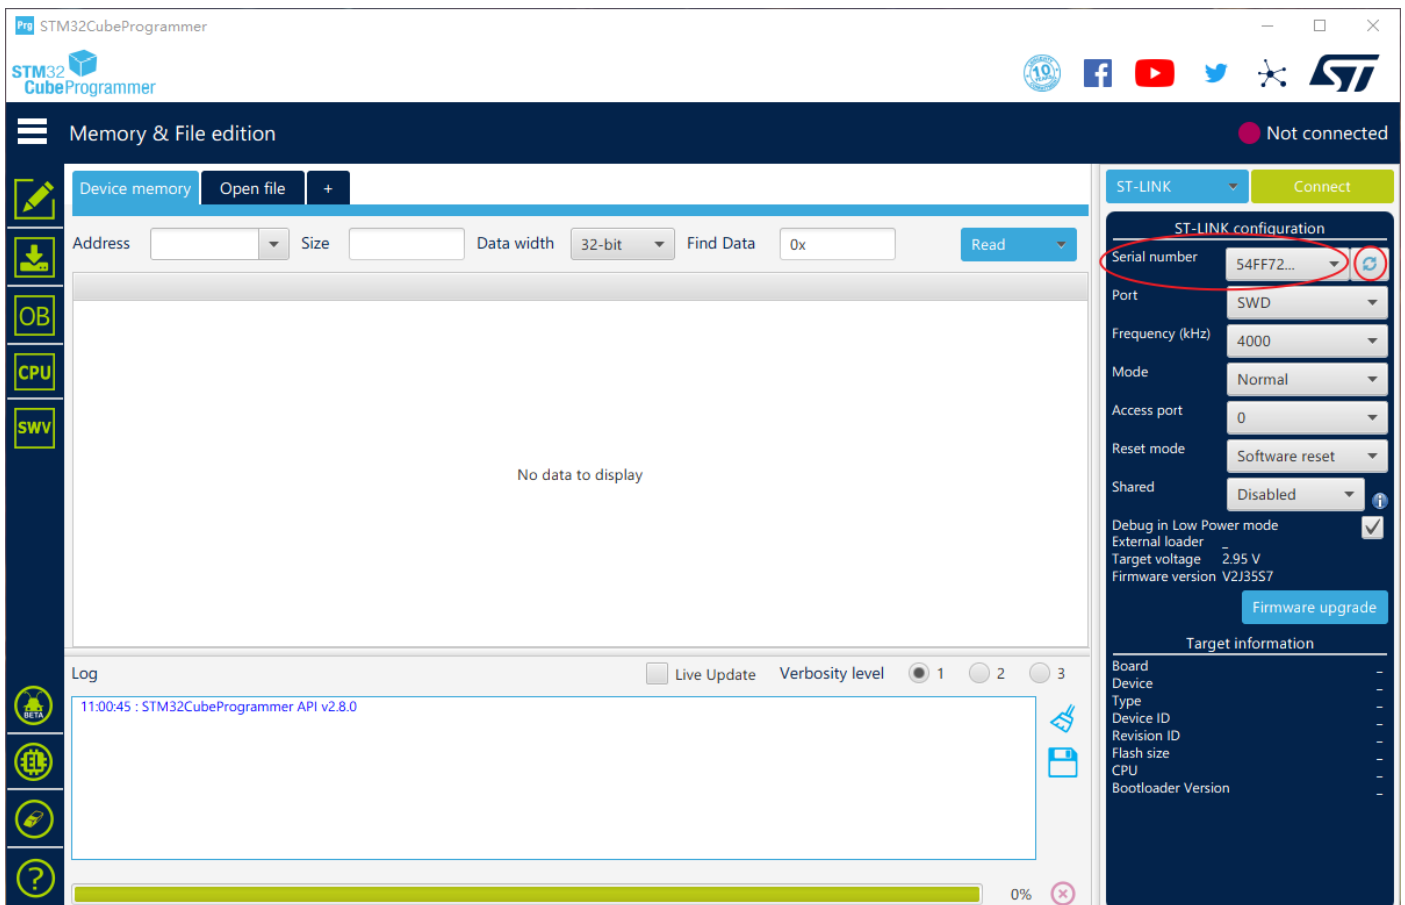 Prg STM32CubeProgrammer
STM32
CubeProgrammer
10
Memory & File edition
Not connected
Device memory Open file +
ST-LINK Connect
Address Size Data width 32-bit Find Data 0x Read
ST-LINK configuration
Serial number 54FF72...
Port SWD
Frequency (kHz) 4000
Mode Normal
Access port 0
Reset mode Software reset
Shared Disabled
Debug in Low Power mode
External loader _
Target voltage 2.95 V
Firmware version V2J35S7
Firmware upgrade
Target information
Board _
Device _
Type _
Device ID _
Revision ID _
Flash size _
CPU _
Bootloader Version _
OB
CPU
SWV
No data to display
Log Live Update Verbosity level 1 2 3
11:00:45 : STM32CubeProgrammer API v2.8.0
BETA
EL
?
0%